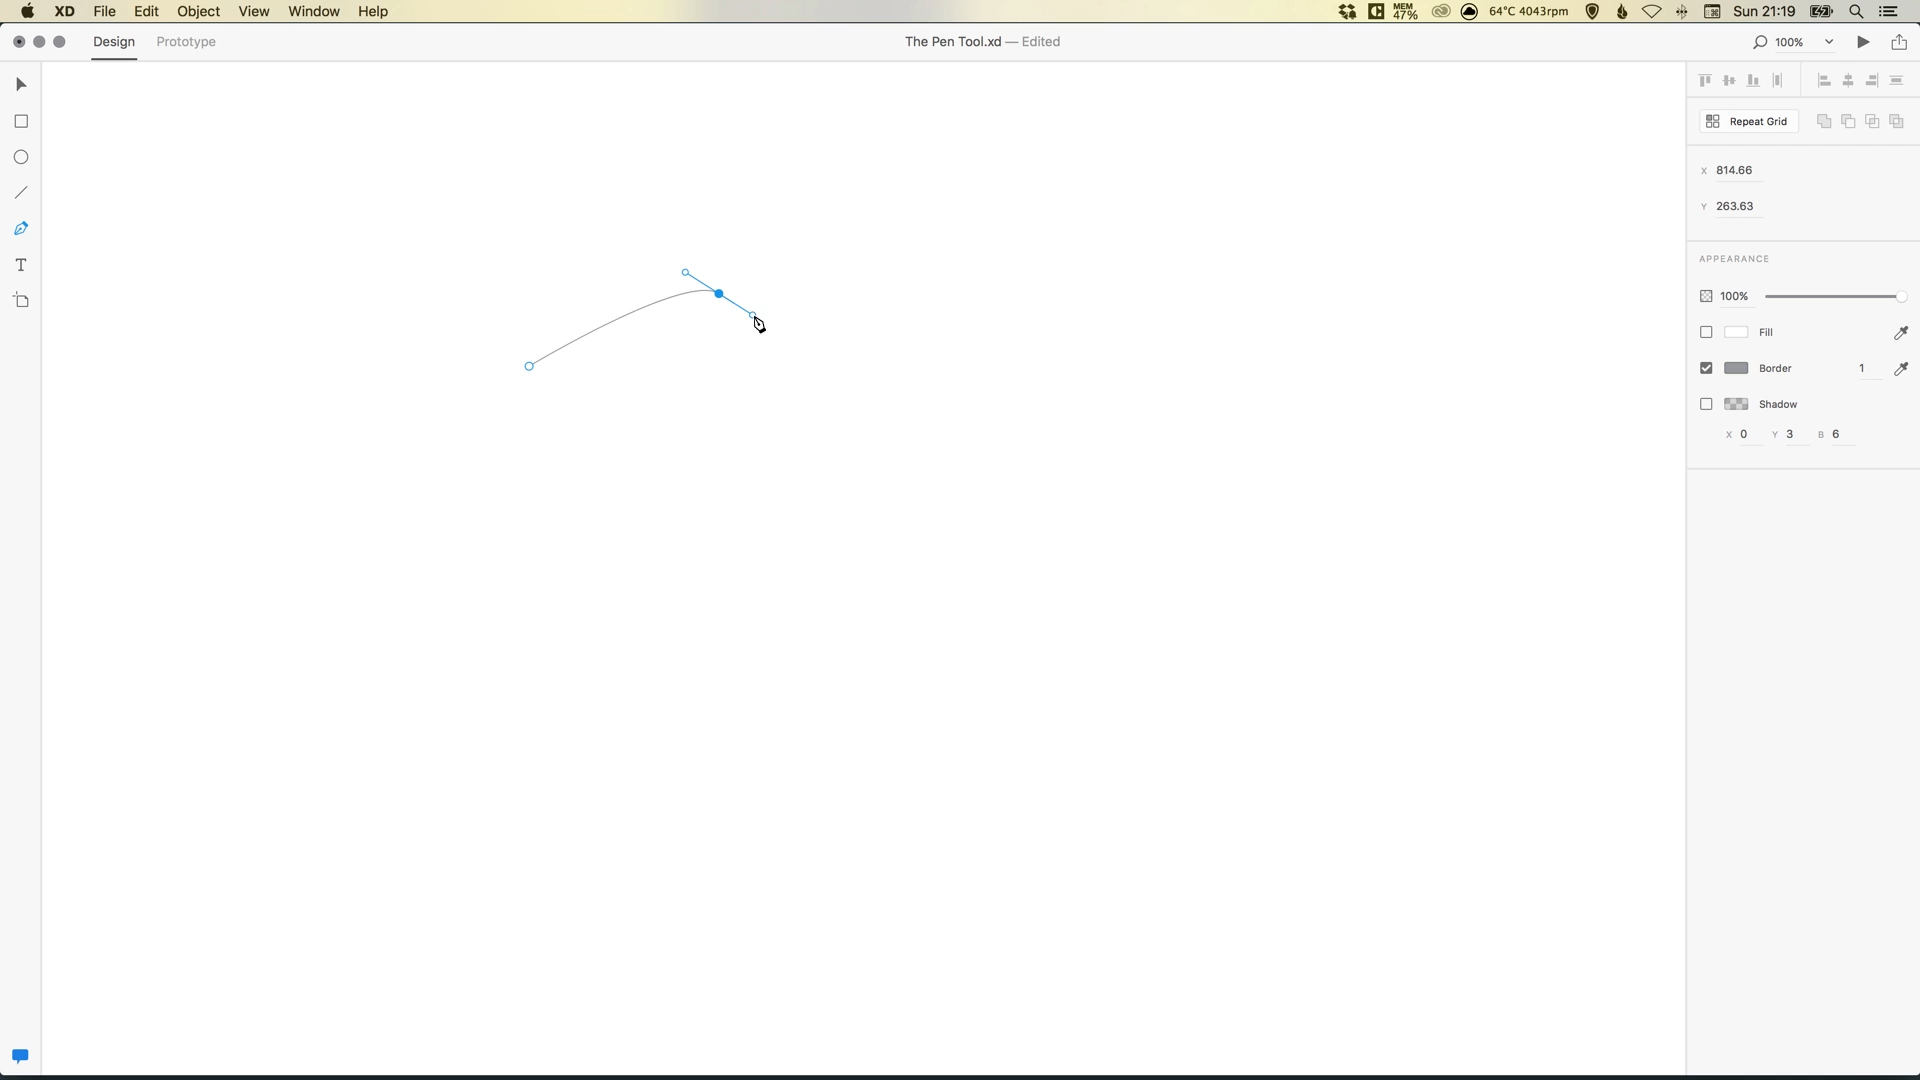 XD File Edit Object View Window Help MEM 47% 64°C 4043rpm Sun 21:19
Design Prototype The Pen Tool.xd — Edited 100%
Repeat Grid
X 814.66
Y 263.63
APPEARANCE
100%
Fill
Border 1
Shadow
X 0 Y 3 B 6
T